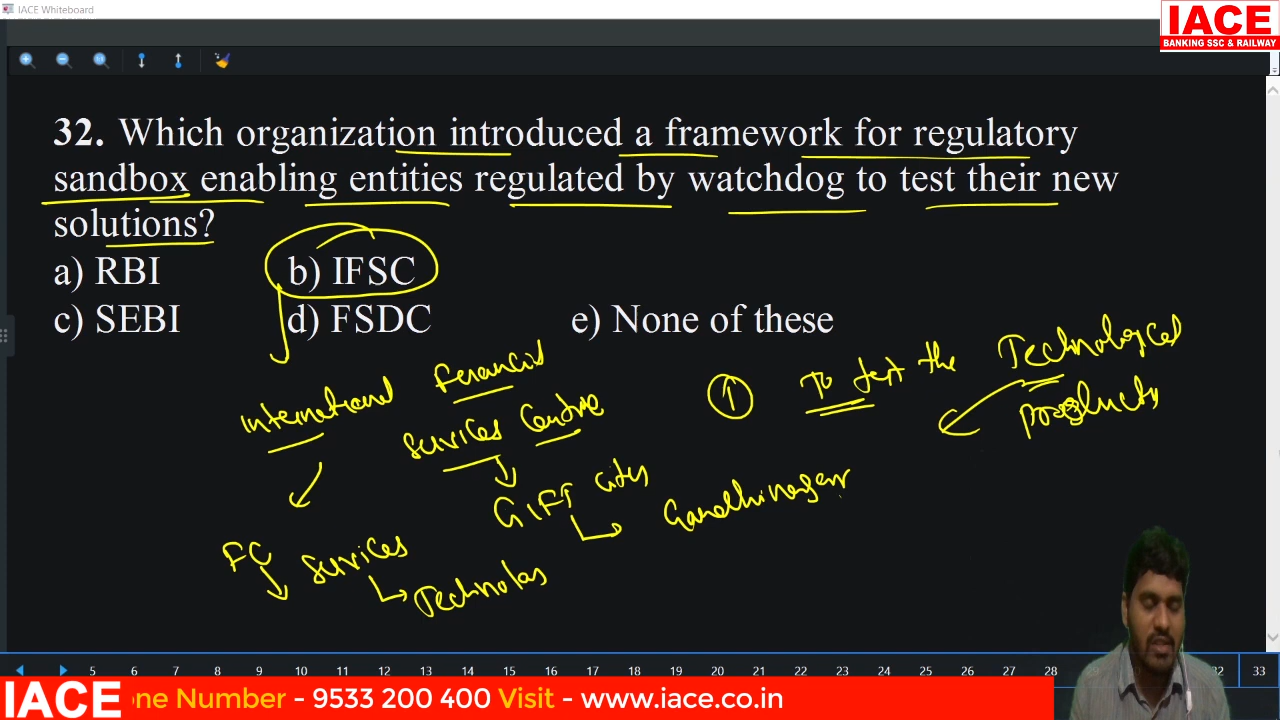 IACE Whiteboard
IACE
BANKING SSC & RAILWAY
32. Which organization introduced a framework for regulatory
sandbox enabling entities regulated by watchdog to test their new
solutions?
a) RBI b) IFSC
c) SEBI d) FSDC e) None of these
International Financial
Services Centre
GIFT
Gandhinagar
FC Services
1 To test the Technological
products
5 6 7 8 9 10 11 12 13 14 15 16 17 18 19 20 21 22 23 24 25 26 27 28 32 33
IACE one Number - 9533 200 400 Visit - www.iace.co.in